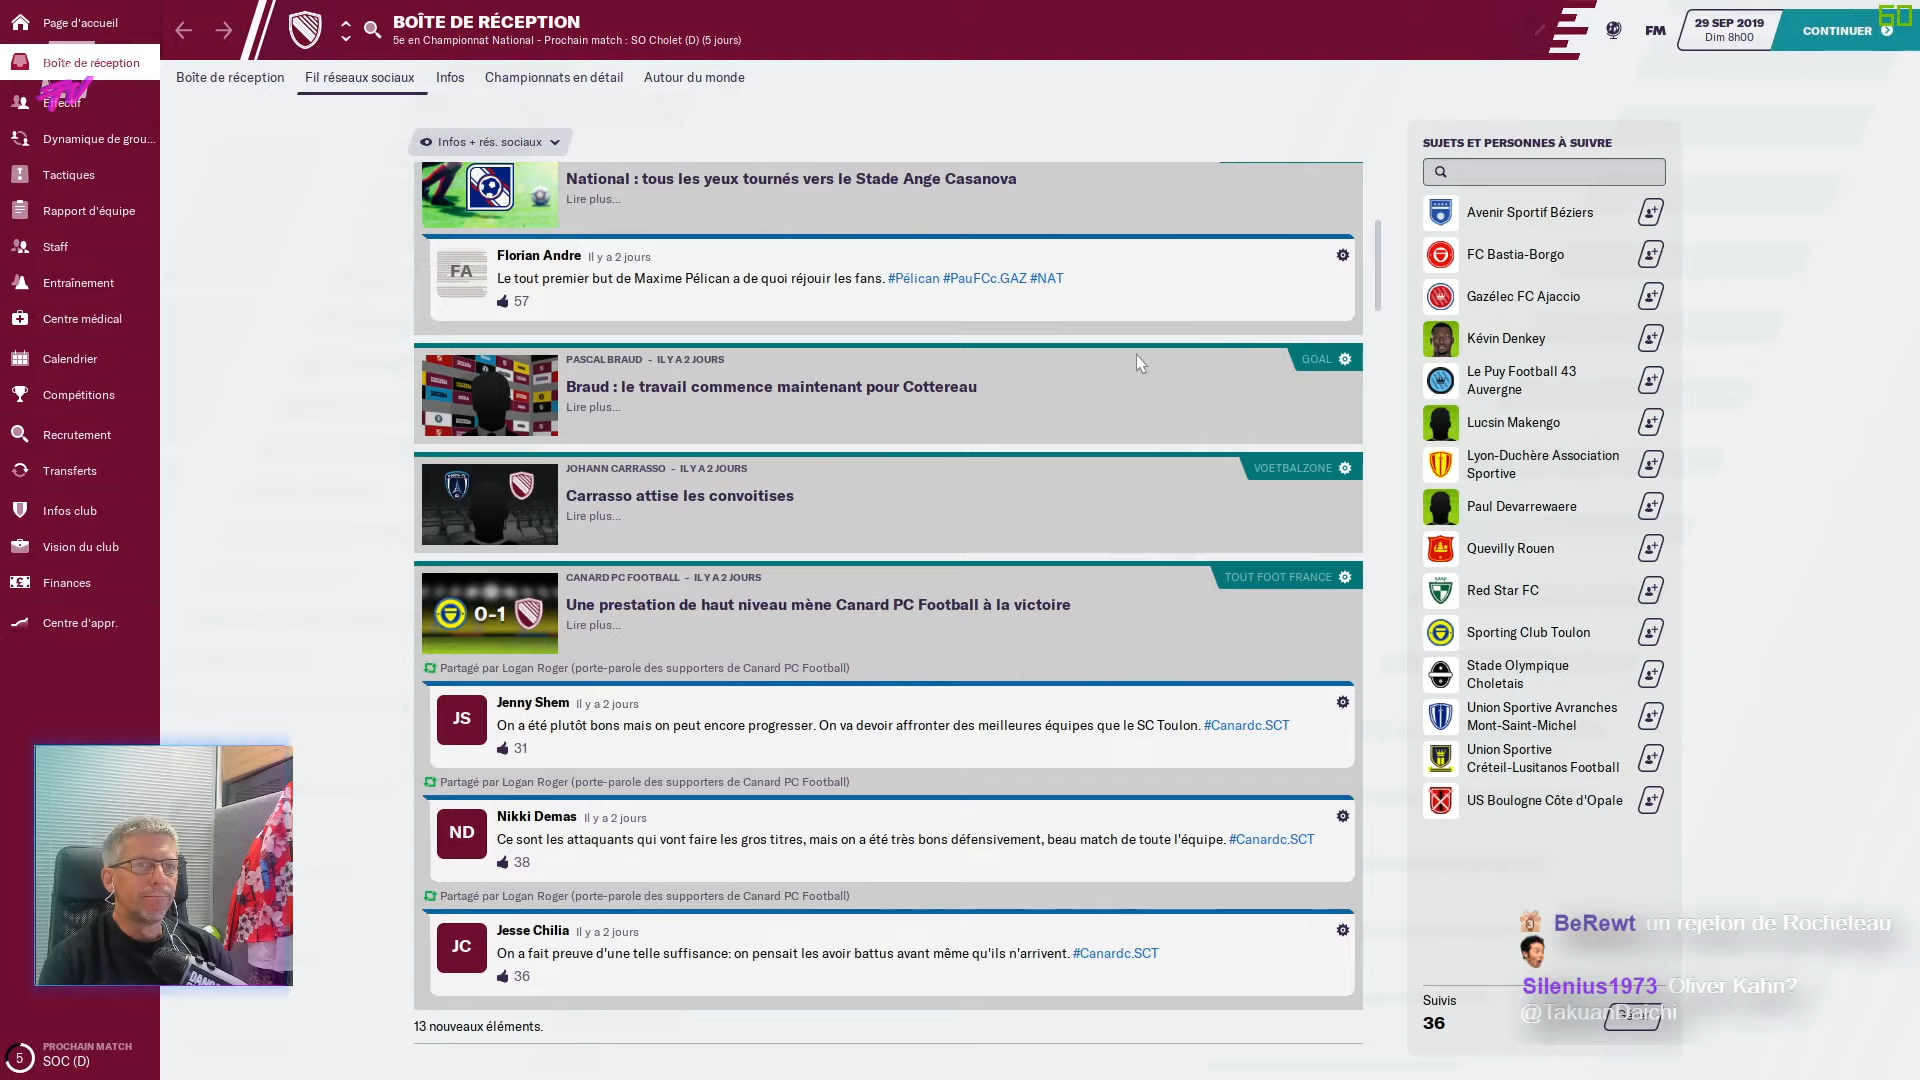 Page d'accueil
Boîte de réception
Effectif
Dynamique de grou...
Tactiques
Rapport d'équipe
Staff
Entraînement
Centre médical
Calendrier
Compétitions
Recrutement
Transferts
Infos club
Vision du club
Finances
Centre d'appr.
5
PROCHAIN MATCH
SOC (D)
BOÎTE DE RÉCEPTION
5e en Championnat National - Prochain match : SO Cholet (D) (5 jours)
FM
29 SEP 2019
Dim 8h00
CONTINUER
60
Boîte de réception
Fil réseaux sociaux
Infos
Championnats en détail
Autour du monde
Infos + rés. sociaux
National : tous les yeux tournés vers le Stade Ange Casanova
Lire plus...
FA
Florian Andre Il y a 2 jours
Le tout premier but de Maxime Pélican a de quoi réjouir les fans. #Pélican #PauFCc.GAZ #NAT
57
PASCAL BRAUD - IL Y A 2 JOURS
GOAL
Braud : le travail commence maintenant pour Cottereau
Lire plus...
JOHANN CARRASSO - IL Y A 2 JOURS
VOETBALZONE
Carrasso attise les convoitises
Lire plus...
CANARD PC FOOTBALL - IL Y A 2 JOURS
TOUT FOOT FRANCE
0-1
Une prestation de haut niveau mène Canard PC Football à la victoire
Lire plus...
Partagé par Logan Roger (porte-parole des supporters de Canard PC Football)
JS
Jenny Shem Il y a 2 jours
On a été plutôt bons mais on peut encore progresser. On va devoir affronter des meilleures équipes que le SC Toulon. #Canardc.SCT
31
Partagé par Logan Roger (porte-parole des supporters de Canard PC Football)
ND
Nikki Demas Il y a 2 jours
Ce sont les attaquants qui vont faire les gros titres, mais on a été très bons défensivement, beau match de toute l'équipe. #Canardc.SCT
38
Partagé par Logan Roger (porte-parole des supporters de Canard PC Football)
JC
Jesse Chilia Il y a 2 jours
On a fait preuve d'une telle suffisance: on pensait les avoir battus avant même qu'ils n'arrivent. #Canardc.SCT
36
13 nouveaux éléments.
SUJETS ET PERSONNES À SUIVRE
Avenir Sportif Béziers
FC Bastia-Borgo
Gazélec FC Ajaccio
Kévin Denkey
Le Puy Football 43
Auvergne
Lucsin Makengo
Lyon-Duchère Association
Sportive
Paul Devarrewaere
Quevilly Rouen
Red Star FC
Sporting Club Toulon
Stade Olympique
Choletais
Union Sportive Avranches
Mont-Saint-Michel
Union Sportive
Créteil-Lusitanos Football
US Boulogne Côte d'Opale
BeRewt un rejeton de Rocheteau
Silenius1973 Oliver Kahn?
@TakuanDaichi
Suivis
36